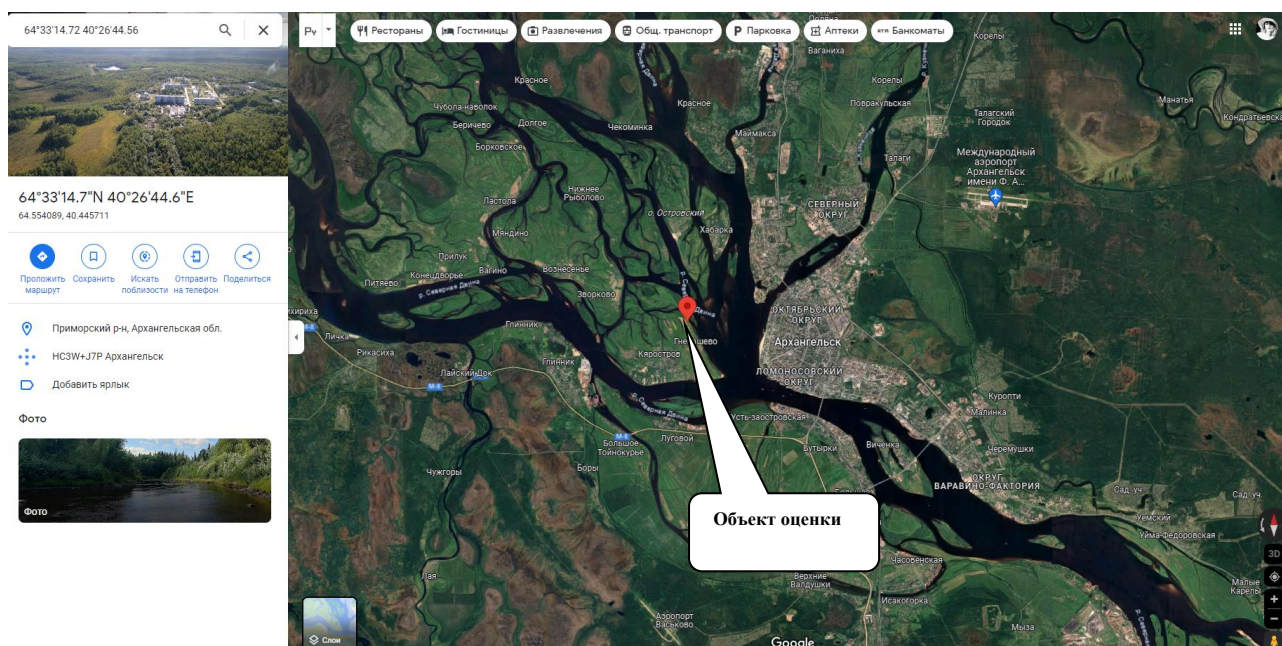 64°33'14.72 40°26'44.56
64°33'14.7"N 40°26'44.6"E
64.554089, 40.445711
Проложить маршрут
Сохранить
Искать поблизости
Отправить на телефон
Поделиться
Приморский р-н, Архангельская обл.
HC3W+J7P Архангельск
Добавить ярлык
Фото
Фото
Рестораны
Гостиницы
Развлечения
Общ. транспорт
Парковка
Аптеки
Банкоматы
Ваганиха
Корелы
Красное
Корелы
Чубола-наволок
Красное
Повракульская
Манатья
Беричево
Долгое
Чекоминка
Маймакса
Талагский
Городок
Борковское
Талаги
Международный
аэропорт
Архангельск
имени Ф. А...
Нижнее
Рыболово
Ластола
о. Островский
СЕВЕРНЫЙ
ОКРУГ
Мяндино
Хабарка
Прилук
Конецдворье
Вагино
Вознесенье
Питяево
р. Северная Двина
Зворково
ОКТЯБРЬСКИЙ
ОКРУГ
Личка
Глинник
Архангельск
Рикасиха
Кяростров
Глинник
Лайский Док
ЛОМОНОСОВСКИЙ
ОКРУГ
М-8
р. Северная Двина
Усть-заостровская
Куропти
Малинка
М-8
Луговой
Большое
Тойнокурье
Бутырки
Виченка
Черемушки
Чужгоры
Боры
ОКРУГ
ВАРАВИНО-ФАКТОРИЯ
Сад. уч.
Сад. уч.
Объект оценки
Уемский
Уйма-Федоровская
Часовенская
Лая
Верхние
Валдушки
Исакогорка
Малые
Карелы
Аэропорт
Васьково
Мыза
3D
Слои
Google